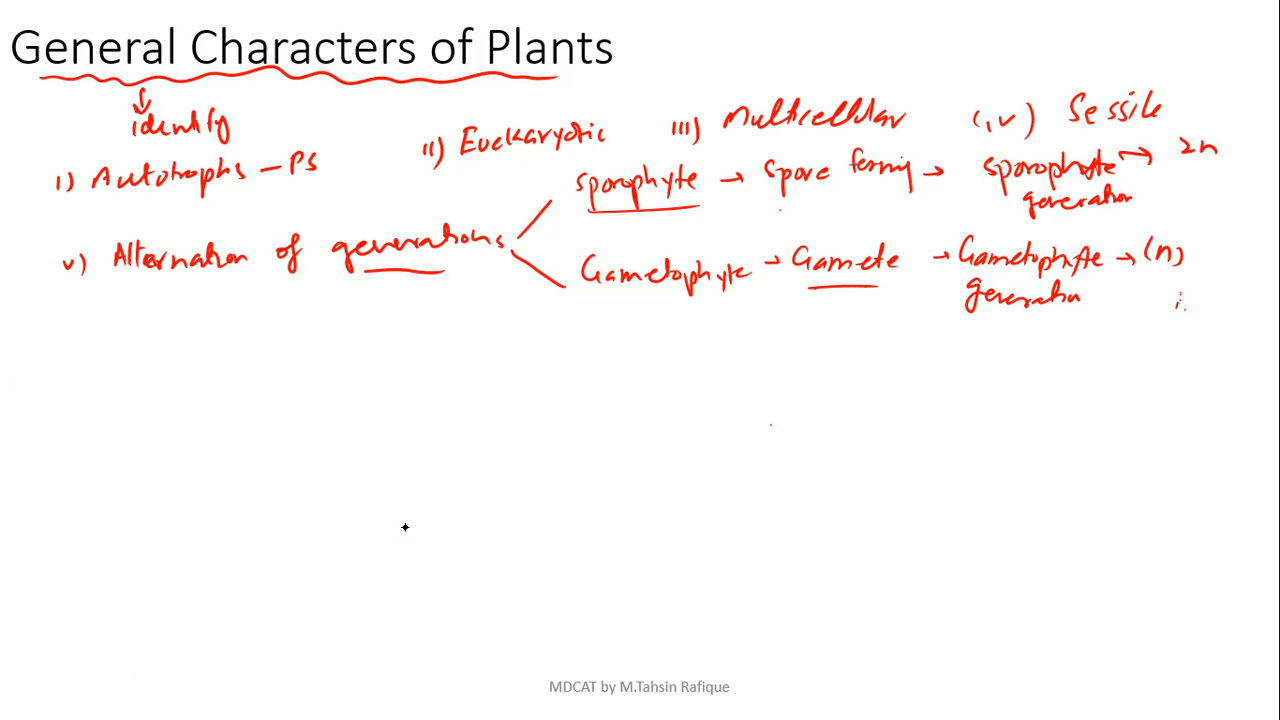 General Characters of Plants
identify
i) Autotrophs - PS
ii) Euekaryotic
iii) Multicellular
(iv) Sessile
v) Alternation of generations
sporophyte → spore forming → sporophyte generation → 2n
Gametophyte → Gamete → Gametophyte generation → (n)
MDCAT by M.Tahsin Rafique